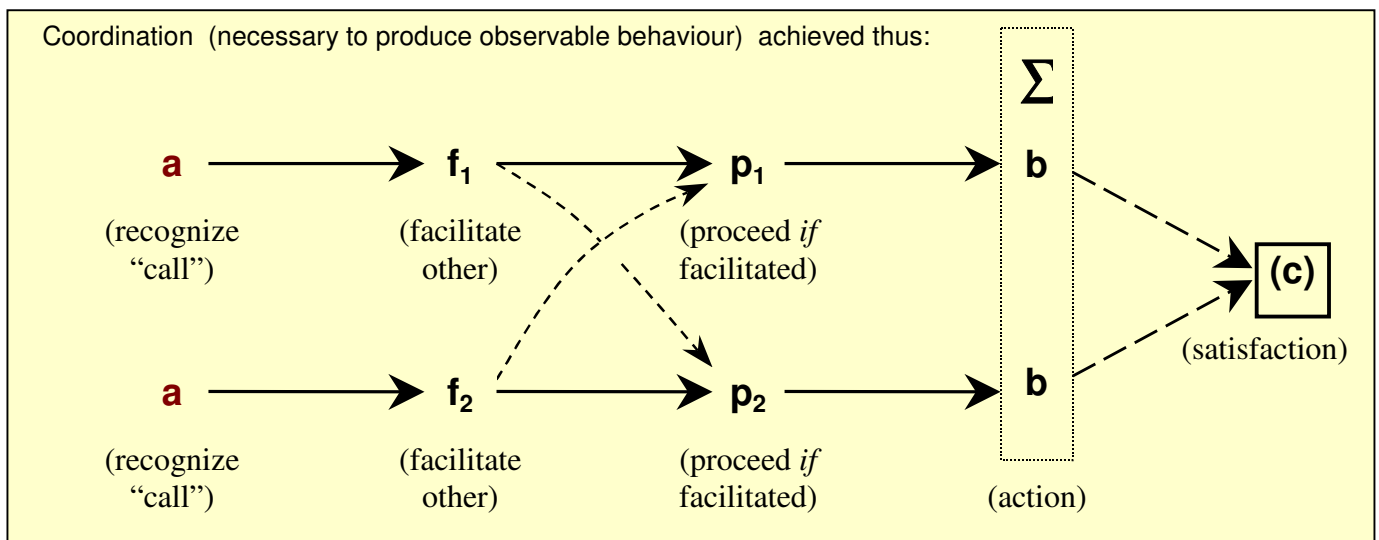 Coordination (necessary to produce observable behaviour) achieved thus:
Σ
a f₁ p₁ b
(recognize (facilitate (proceed if
“call”) other) facilitated)
(c)
(satisfaction)
a f₂ p₂ b
(recognize (facilitate (proceed if
“call”) other) facilitated) (action)